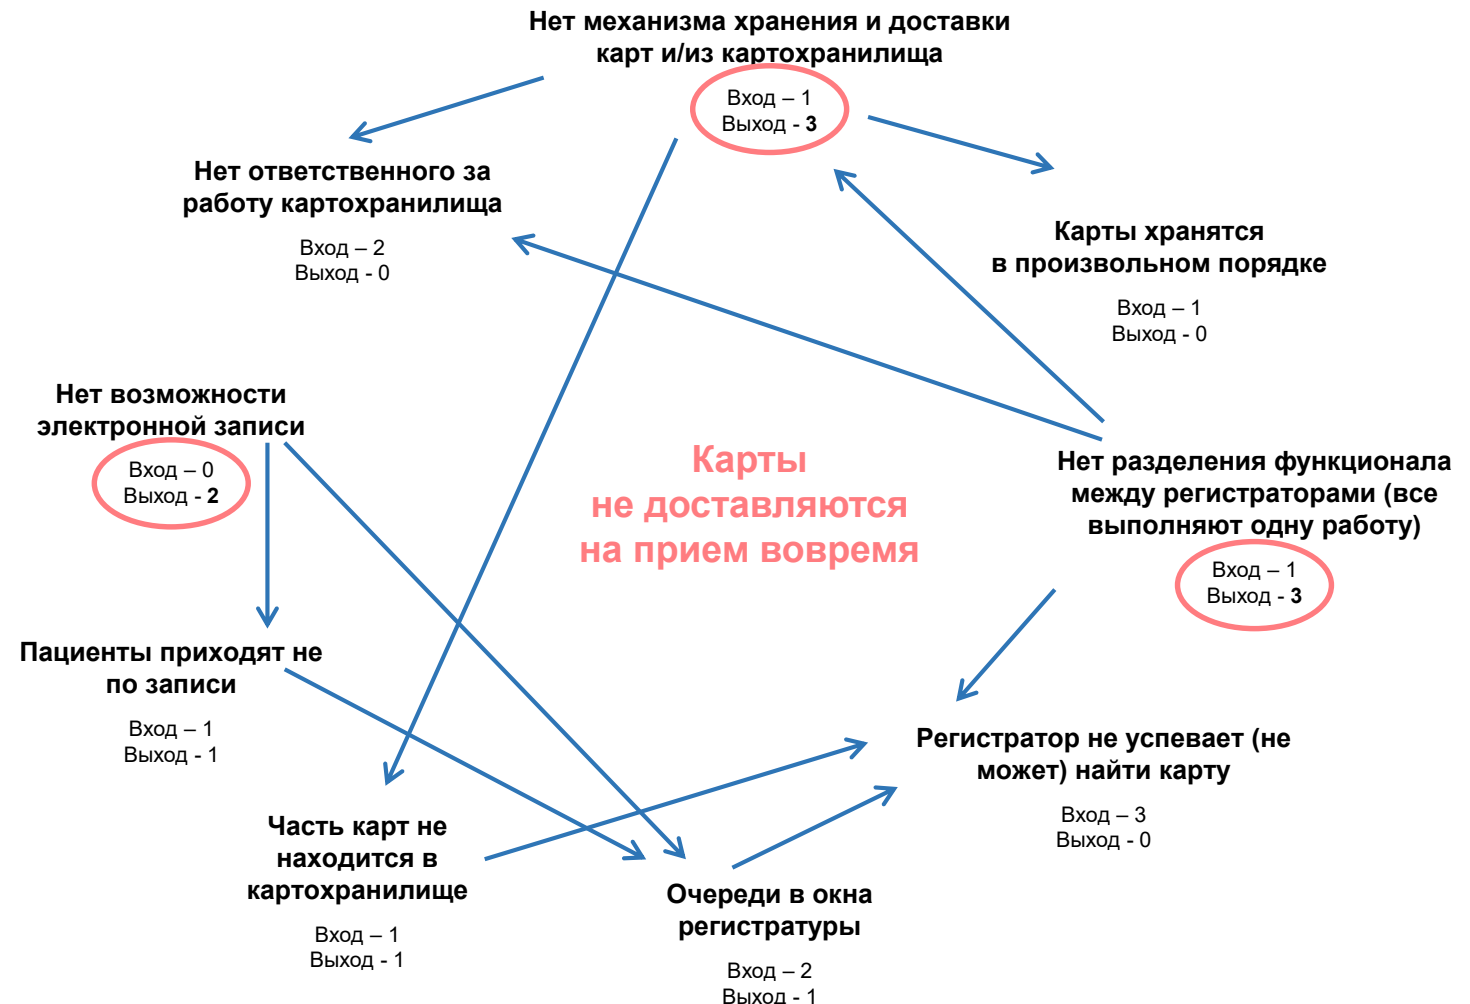 Нет механизма хранения и доставки
карт и/из картохранилища
Вход – 1
Выход - 3
Нет ответственного за
работу картохранилища
Вход – 2
Выход - 0
Карты хранятся
в произвольном порядке
Вход – 1
Выход - 0
Нет возможности
электронной записи
Вход – 0
Выход - 2
Карты
не доставляются
на прием вовремя
Нет разделения функционала
между регистраторами (все
выполняют одну работу)
Вход – 1
Выход - 3
Пациенты приходят не
по записи
Вход – 1
Выход - 1
Регистратор не успевает (не
может) найти карту
Вход – 3
Выход - 0
Часть карт не
находится в
картохранилище
Вход – 1
Выход - 1
Очереди в окна
регистратуры
Вход – 2
Выход - 1